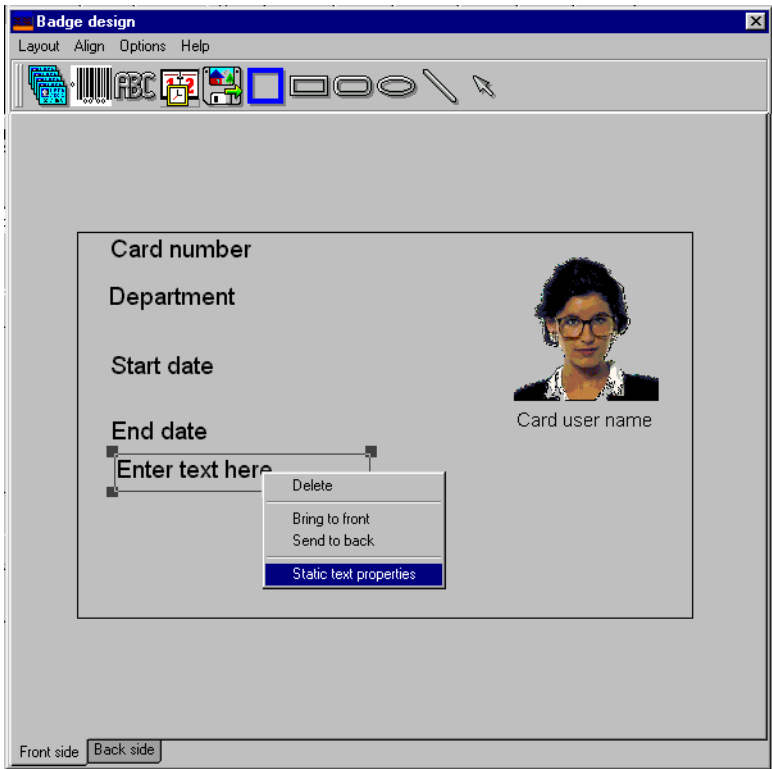 Badge design
Layout Align Options Help
ABC 12
Card number
Department
Start date
Card user name
End date
Enter text here
Delete
Bring to front
Send to back
Static text properties
Front side Back side